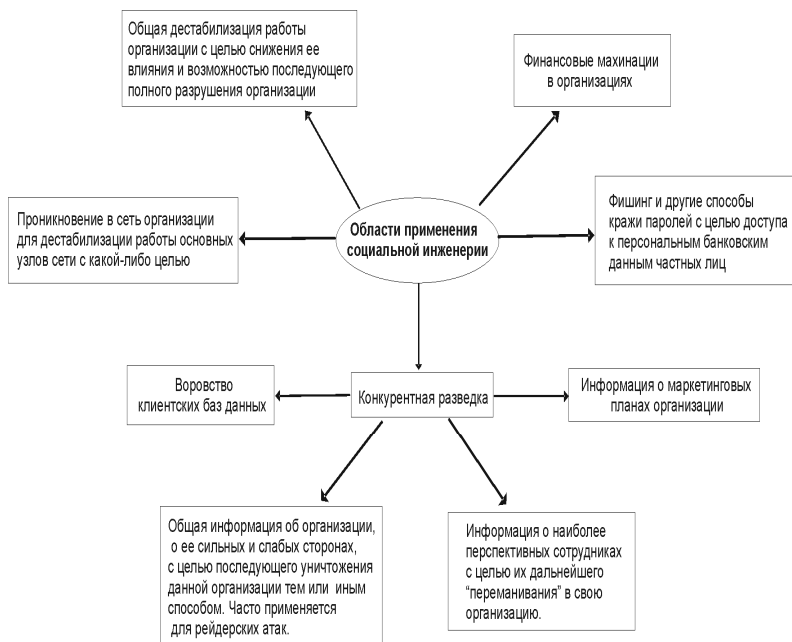 Общая дестабилизация работы
организации с целью снижения ее
влияния и возможностью последующего
полного разрушения организации
Финансовые махинации
в организациях
Проникновение в сеть организации
для дестабилизации работы основных
узлов сети с какой-либо целью
Области применения
социальной инженерии
Фишинг и другие способы
кражи паролей с целью доступа
к персональным банковским
данным частных лиц
Воровство
клиентских баз данных
Конкурентная разведка
Информация о маркетинговых
планах организации
Общая информация об организации,
о ее сильных и слабых сторонах,
с целью последующего уничтожения
данной организации тем или иным
способом. Часто применяется
для рейдерских атак.
Информация о наиболее
перспективных сотрудниках
с целью их дальнейшего
“переманивания” в свою
организацию.